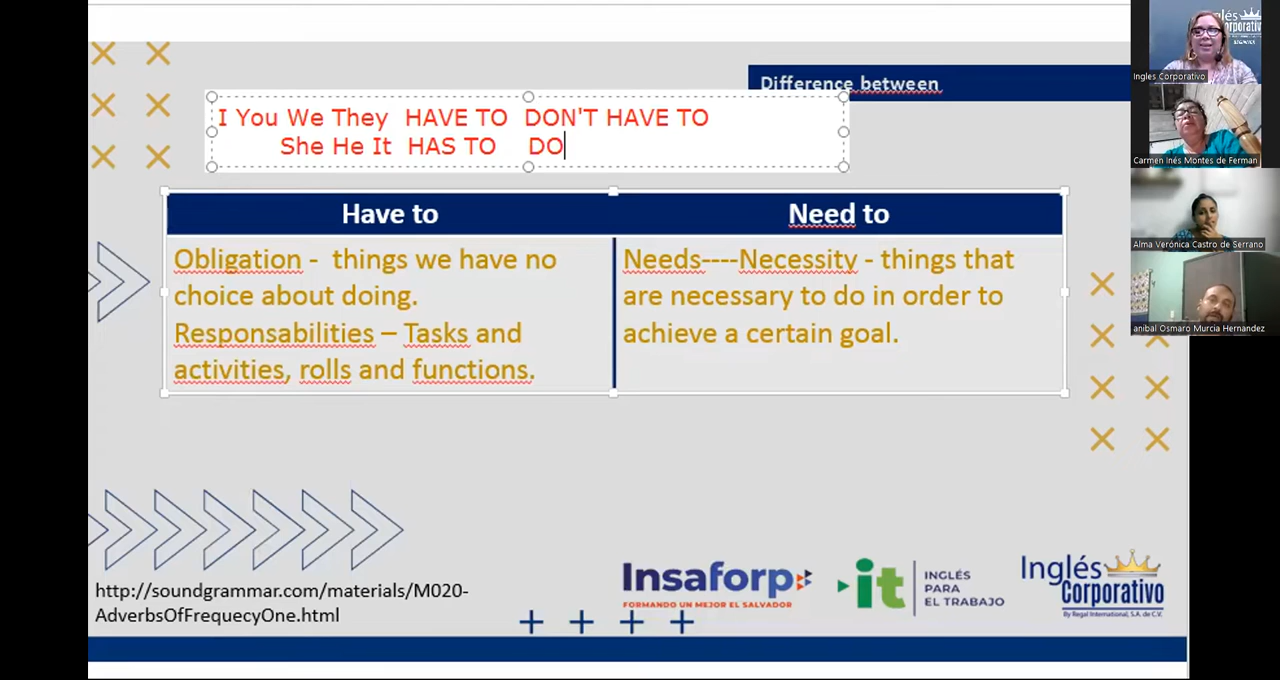 Difference between
I You We They HAVE TO DON'T HAVE TO
She He It HAS TO DO
Have to
Need to
Obligation - things we have no
choice about doing.
Responsabilities – Tasks and
activities, rolls and functions.
Needs----Necessity - things that
are necessary to do in order to
achieve a certain goal.
http://soundgrammar.com/materials/M020-
AdverbsOfFrequecyOne.html
Insaforp
FORMANDO UN MEJOR EL SALVADOR
it
INGLÉS
PARA
EL TRABAJO
Inglés
Corporativo
By Regal International, S.A. de C.V.
Inglés
Corporativo
Ingles Corporativo
Carmen Inés Montes de Ferman
Alma Verónica Castro de Serrano
anibal Osmaro Murcia Hernandez